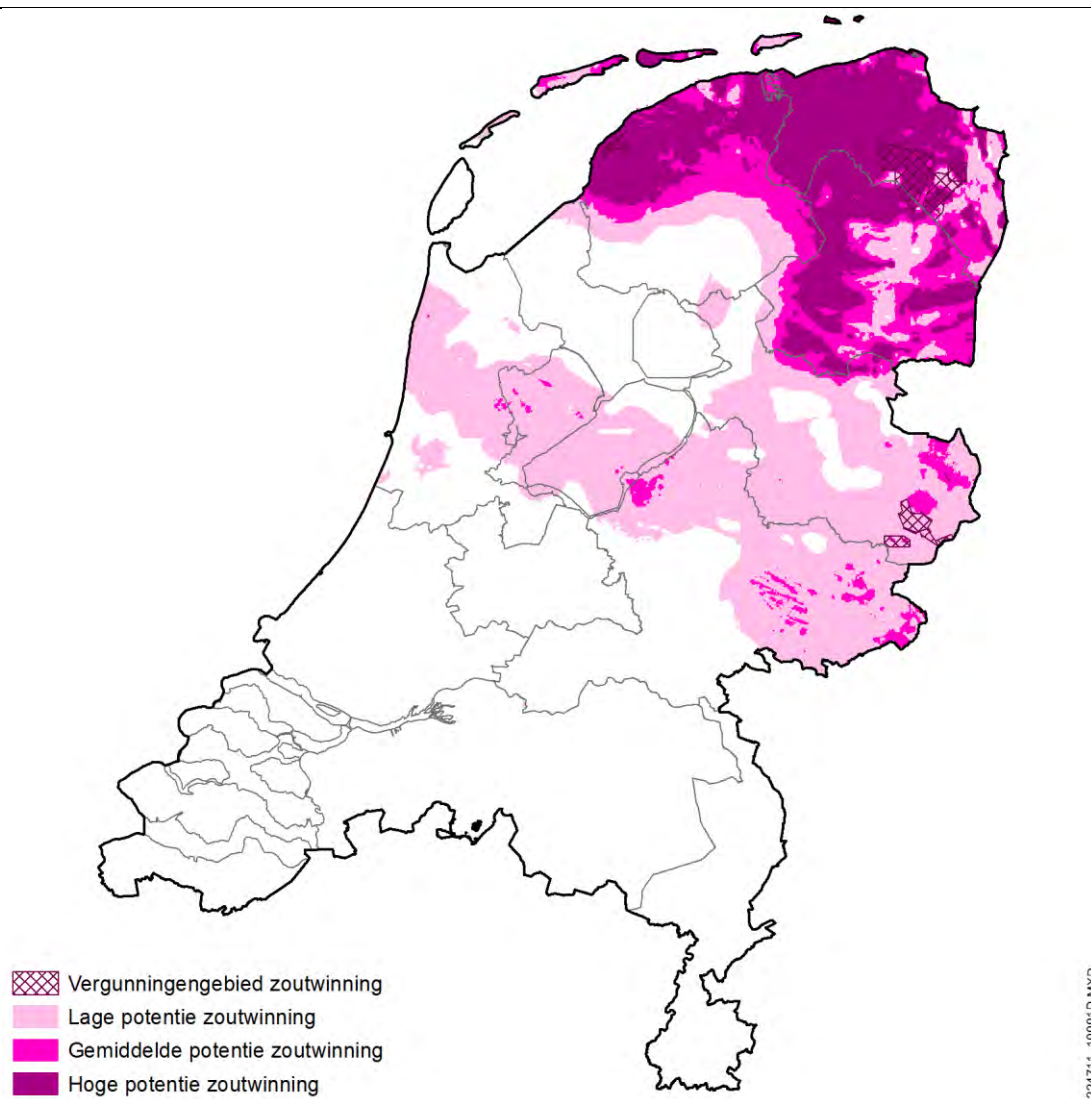 Vergunningengebied zoutwinning
Lage potentie zoutwinning
Gemiddelde potentie zoutwinning
Hoge potentie zoutwinning